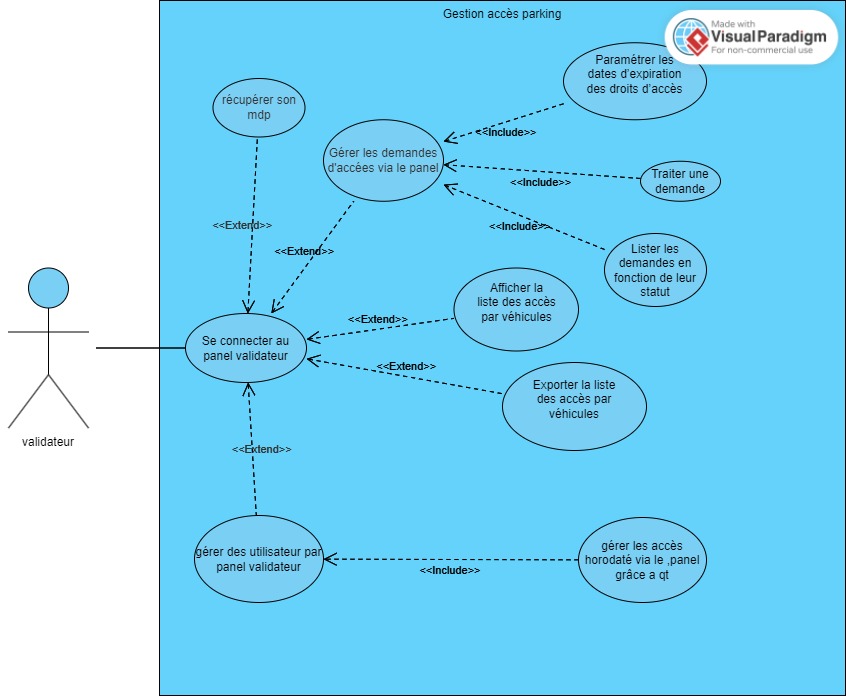 Gestion accès parking
Made with
VisualParadigm
For non-commercial use
Paramétrer les
dates d'expiration
des droits d'accès
récupérer son
mdp
<<Include>>
Gérer les demandes
d'accées via le panel
Traiter une
demande
<<Include>>
<<Extend>>
<<Include>>
<<Extend>>
Lister les
demandes en
fonction de leur
statut
Afficher la
liste des accès
par véhicules
<<Extend>>
Se connecter au
panel validateur
<<Extend>>
Exporter la liste
des accès par
véhicules
validateur
<<Extend>>
gérer des utilisateur par
panel validateur
gérer les accès
horodaté via le ,panel
grâce a qt
<<Include>>